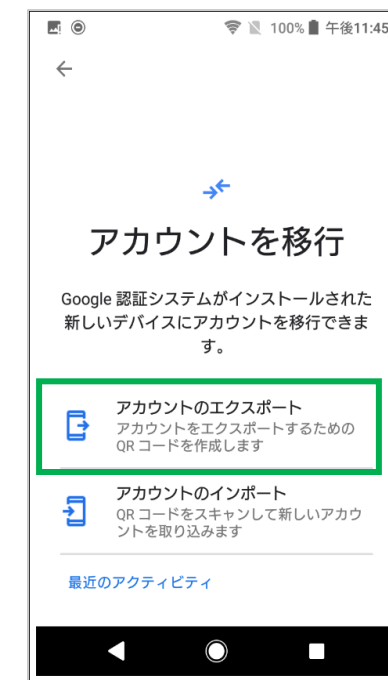 100% 午後11:45
アカウントを移行
Google 認証システムがインストールされた
新しいデバイスにアカウントを移行できま
す。
アカウントのエクスポート
アカウントをエクスポートするための
QR コードを作成します
アカウントのインポート
QR コードをスキャンして新しいアカウ
ントを取り込みます
最近のアクティビティ